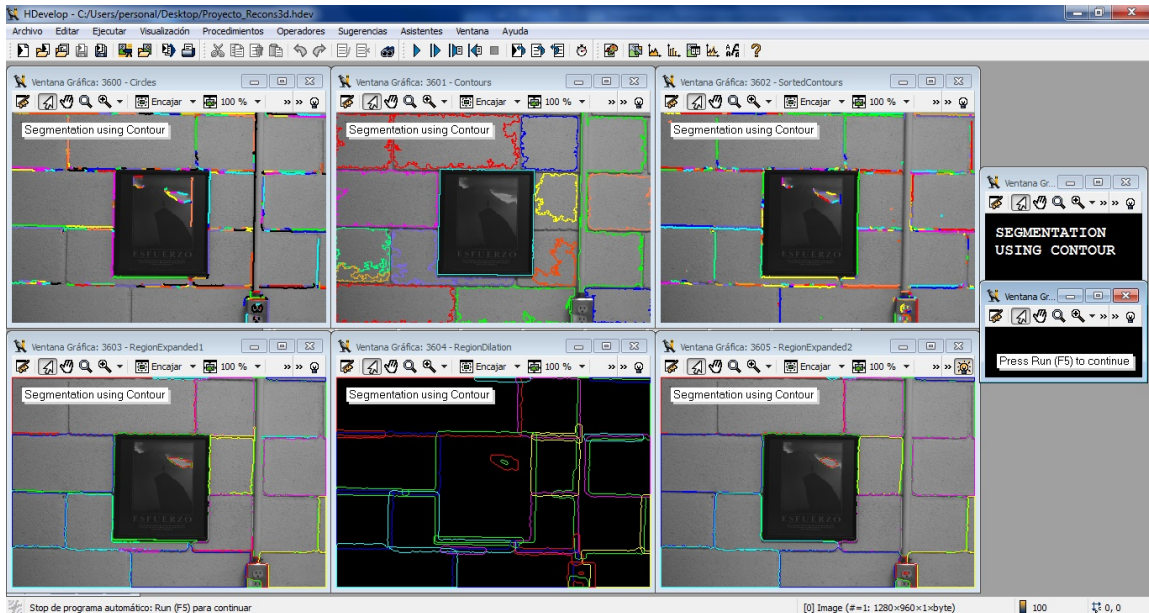 HDevelop - C:/Users/personal/Desktop/Proyecto_Recons3d.hdev
Archivo Editar Ejecutar Visualización Procedimientos Operadores Sugerencias Asistentes Ventana Ayuda
Ventana Gráfica: 3600 - Circles
Encajar 100 %
Segmentation using Contour
ESFUERZO
Ventana Gráfica: 3601 - Contours
Encajar 100 %
Segmentation using Contour
ESFUERZO
Ventana Gráfica: 3602 - SortedContours
Encajar 100 %
Segmentation using Contour
ESFUERZO
Ventana Gr...
SEGMENTATION
USING CONTOUR
Ventana Gr...
Press Run (F5) to continue
Ventana Gráfica: 3603 - RegionExpanded1
Encajar 100 %
Segmentation using Contour
ESFUERZO
Ventana Gráfica: 3604 - RegionDilation
Encajar 100 %
Segmentation using Contour
Ventana Gráfica: 3605 - RegionExpanded2
Encajar 100 %
Segmentation using Contour
ESFUERZO
Stop de programa automático: Run (F5) para continuar
[0] Image (#=1: 1280×960×1×byte)
100
0, 0